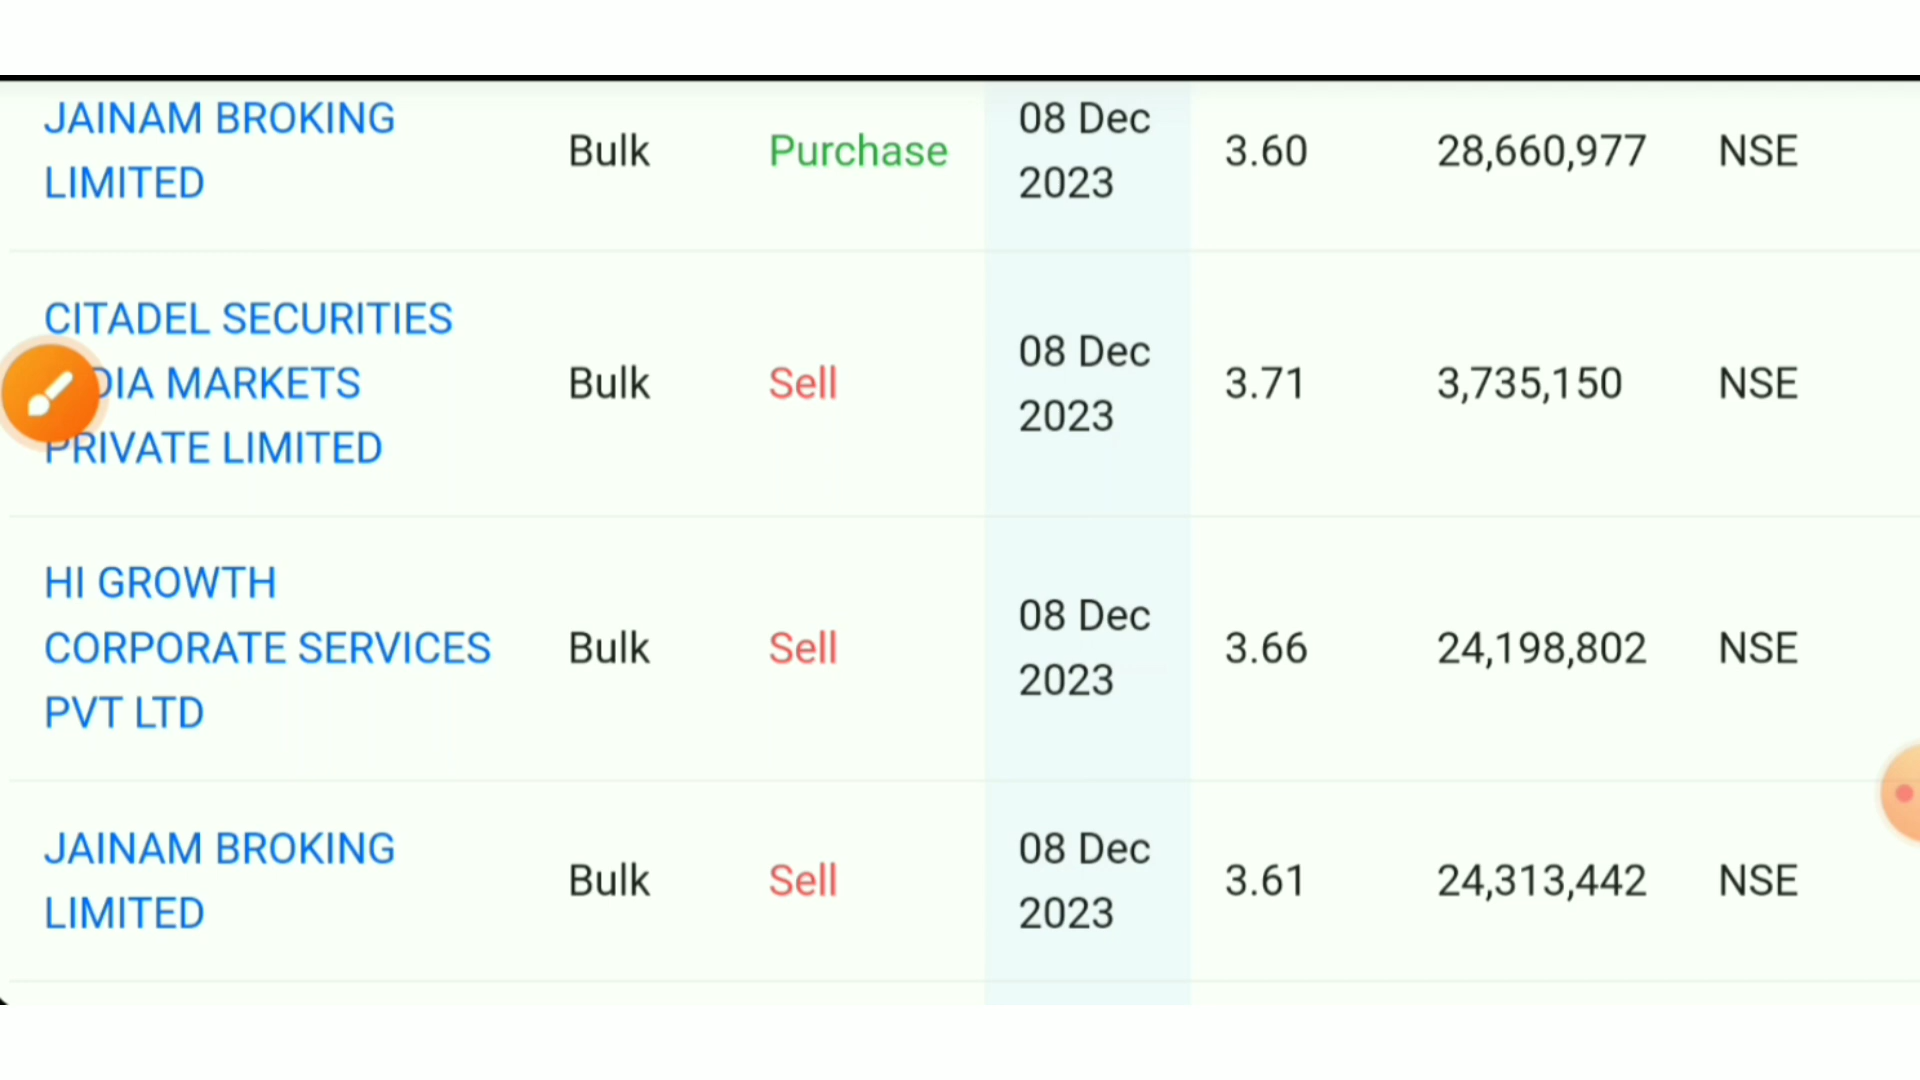 JAINAM BROKING
LIMITED
Bulk
Purchase
08 Dec
2023
3.60
28,660,977
NSE
CITADEL SECURITIES
MARKETS
PRIVATE LIMITED
Bulk
Sell
08 Dec
2023
3.71
3,735,150
NSE
HI GROWTH
CORPORATE SERVICES
PVT LTD
Bulk
Sell
08 Dec
2023
3.66
24,198,802
NSE
JAINAM BROKING
LIMITED
Bulk
Sell
08 Dec
2023
3.61
24,313,442
NSE